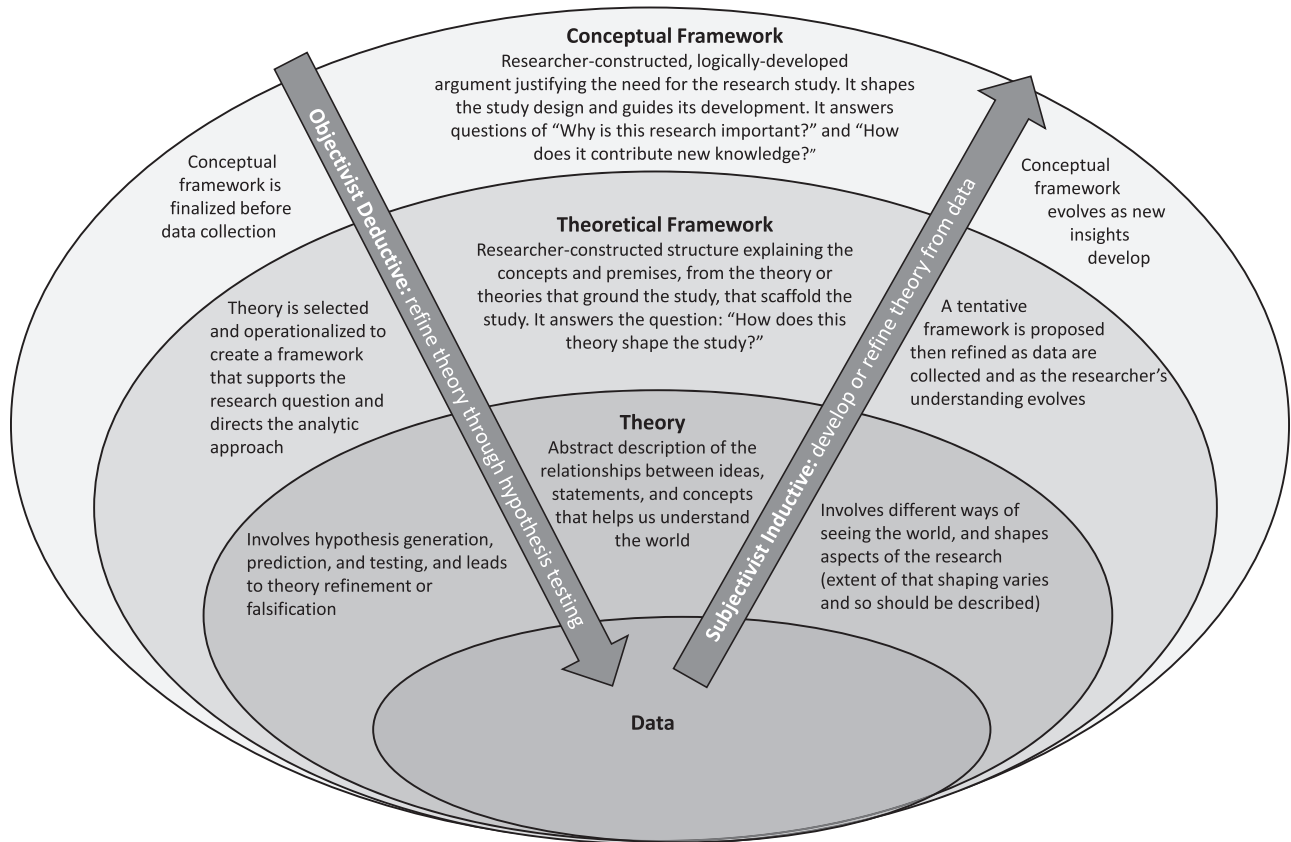 Conceptual Framework
Researcher-constructed, logically-developed
argument justifying the need for the research study. It shapes
the study design and guides its development. It answers
questions of “Why is this research important?” and “How
does it contribute new knowledge?”
Conceptual
framework is
finalized before
data collection
Objectivist Deductive: refine theory through hypothesis testing
Subjectivist Inductive: develop or refine theory from data
Conceptual
framework
evolves as new
insights
develop
Theoretical Framework
Researcher-constructed structure explaining the
concepts and premises, from the theory or
theories that ground the study, that scaffold the
study. It answers the question: “How does this
theory shape the study?”
Theory is selected
and operationalized to
create a framework
that supports the
research question and
directs the analytic
approach
A tentative
framework is proposed
then refined as data are
collected and as the researcher’s
understanding evolves
Theory
Abstract description of the
relationships between ideas,
statements, and concepts
that helps us understand
the world
Involves hypothesis generation,
prediction, and testing, and leads
to theory refinement or
falsification
Involves different ways of
seeing the world, and shapes
aspects of the research
(extent of that shaping varies
and so should be described)
Data